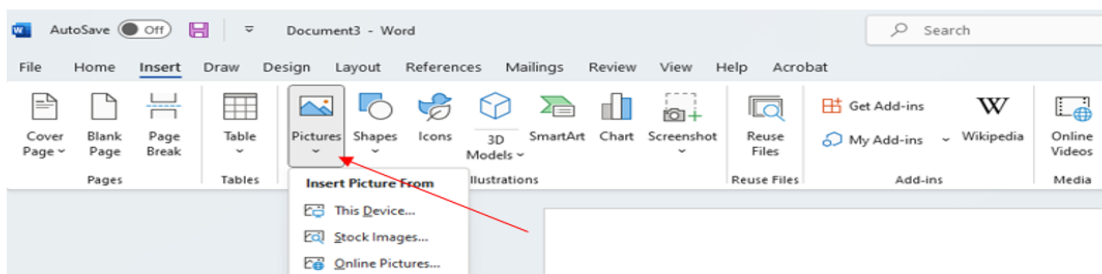 AutoSave Off Document3 - Word Search
File Home Insert Draw Design Layout References Mailings Review View Help Acrobat
Cover Page
Blank Page
Page Break
Table
Pictures
Shapes
Icons
3D Models
SmartArt
Chart
Screenshot
Reuse Files
Get Add-ins
My Add-ins
W
Wikipedia
Online Videos
Pages Tables Illustrations Reuse Files Add-ins Media
Insert Picture From
This Device...
Stock Images...
Online Pictures...